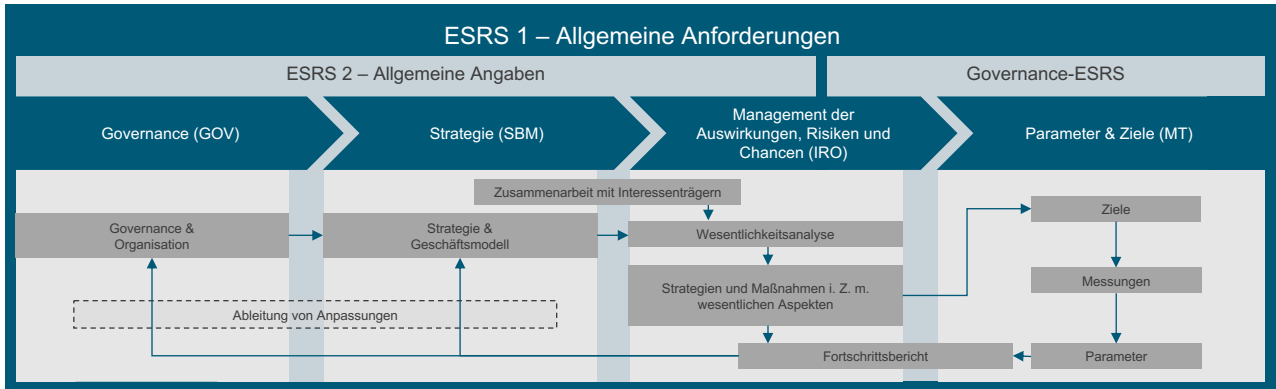 ESRS 1 – Allgemeine Anforderungen
ESRS 2 – Allgemeine Angaben
Governance-ESRS
Governance (GOV)
Strategie (SBM)
Management der
Auswirkungen, Risiken und
Chancen (IRO)
Parameter & Ziele (MT)
Zusammenarbeit mit Interessenträgern
Governance &
Organisation
Strategie &
Geschäftsmodell
Wesentlichkeitsanalyse
Ziele
Strategien und Maßnahmen i. Z. m.
wesentlichen Aspekten
Messungen
Ableitung von Anpassungen
Fortschrittsbericht
Parameter